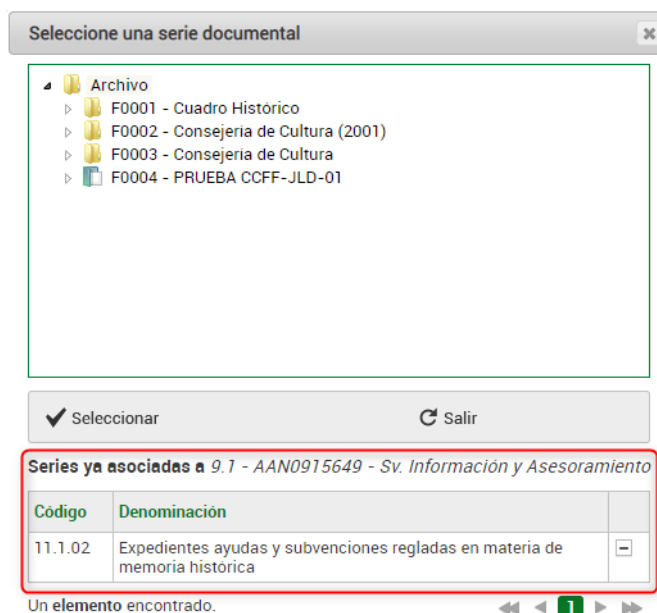 Seleccione una serie documental
Archivo
F0001 - Cuadro Histórico
F0002 - Consejería de Cultura (2001)
F0003 - Consejería de Cultura
F0004 - PRUEBA CCFF-JLD-01
Seleccionar Salir
Series ya asociadas a 9.1 - AAN0915649 - Sv. Información y Asesoramiento
Código Denominación
11.1.02 Expedientes ayudas y subvenciones regladas en materia de
memoria histórica
Un elemento encontrado. 1